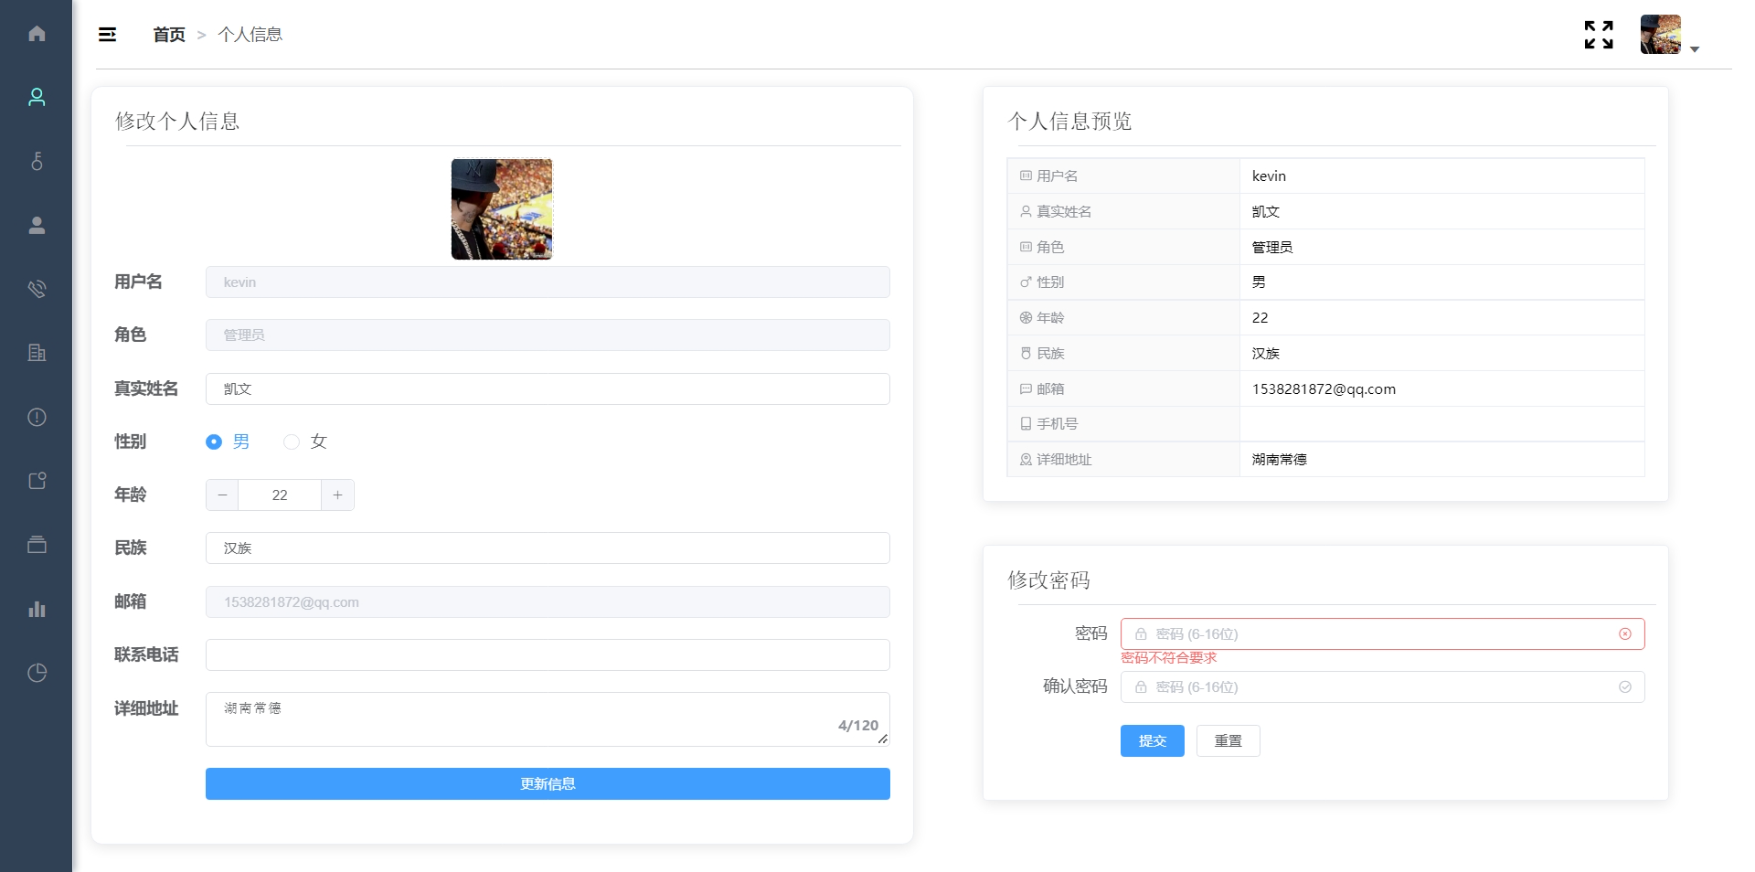 首页 > 个人信息
修改个人信息
用户名 kevin
角色 管理员
真实姓名 凯文
性别 男 女
年龄 － 22 ＋
民族 汉族
邮箱 1538281872@qq.com
联系电话
详细地址 湖南常德
4/120
更新信息
个人信息预览
用户名 kevin
真实姓名 凯文
角色 管理员
性别 男
年龄 22
民族 汉族
邮箱 1538281872@qq.com
手机号
详细地址 湖南常德
修改密码
密码 密码 (6-16位)
密码不符合要求
确认密码 密码 (6-16位)
提交 重置